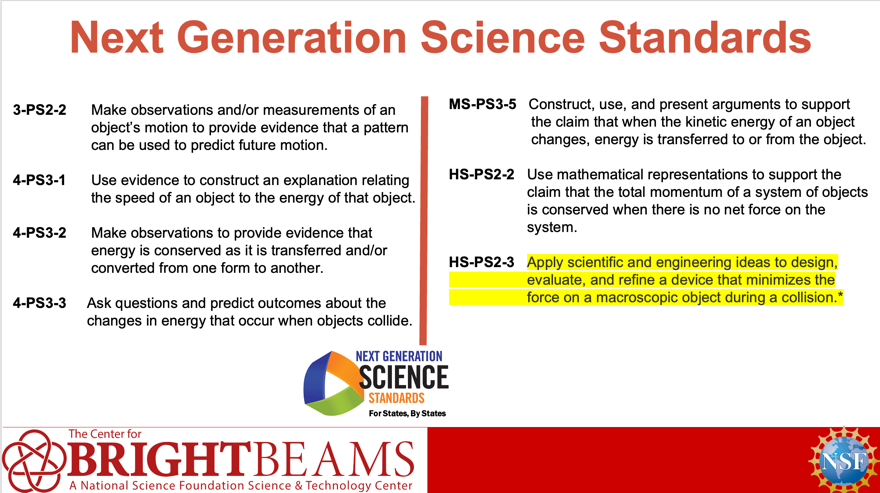 Next Generation Science Standards
3-PS2-2 Make observations and/or measurements of an
object's motion to provide evidence that a pattern
can be used to predict future motion.
4-PS3-1 Use evidence to construct an explanation relating
the speed of an object to the energy of that object.
4-PS3-2 Make observations to provide evidence that
energy is conserved as it is transferred and/or
converted from one form to another.
4-PS3-3 Ask questions and predict outcomes about the
changes in energy that occur when objects collide.
MS-PS3-5 Construct, use, and present arguments to support
the claim that when the kinetic energy of an object
changes, energy is transferred to or from the object.
HS-PS2-2 Use mathematical representations to support the
claim that the total momentum of a system of objects
is conserved when there is no net force on the
system.
HS-PS2-3 Apply scientific and engineering ideas to design,
evaluate, and refine a device that minimizes the
force on a macroscopic object during a collision.*
NEXT GENERATION
SCIENCE
STANDARDS
For States, By States
The Center for
BRIGHTBEAMS
A National Science Foundation Science & Technology Center
NSF